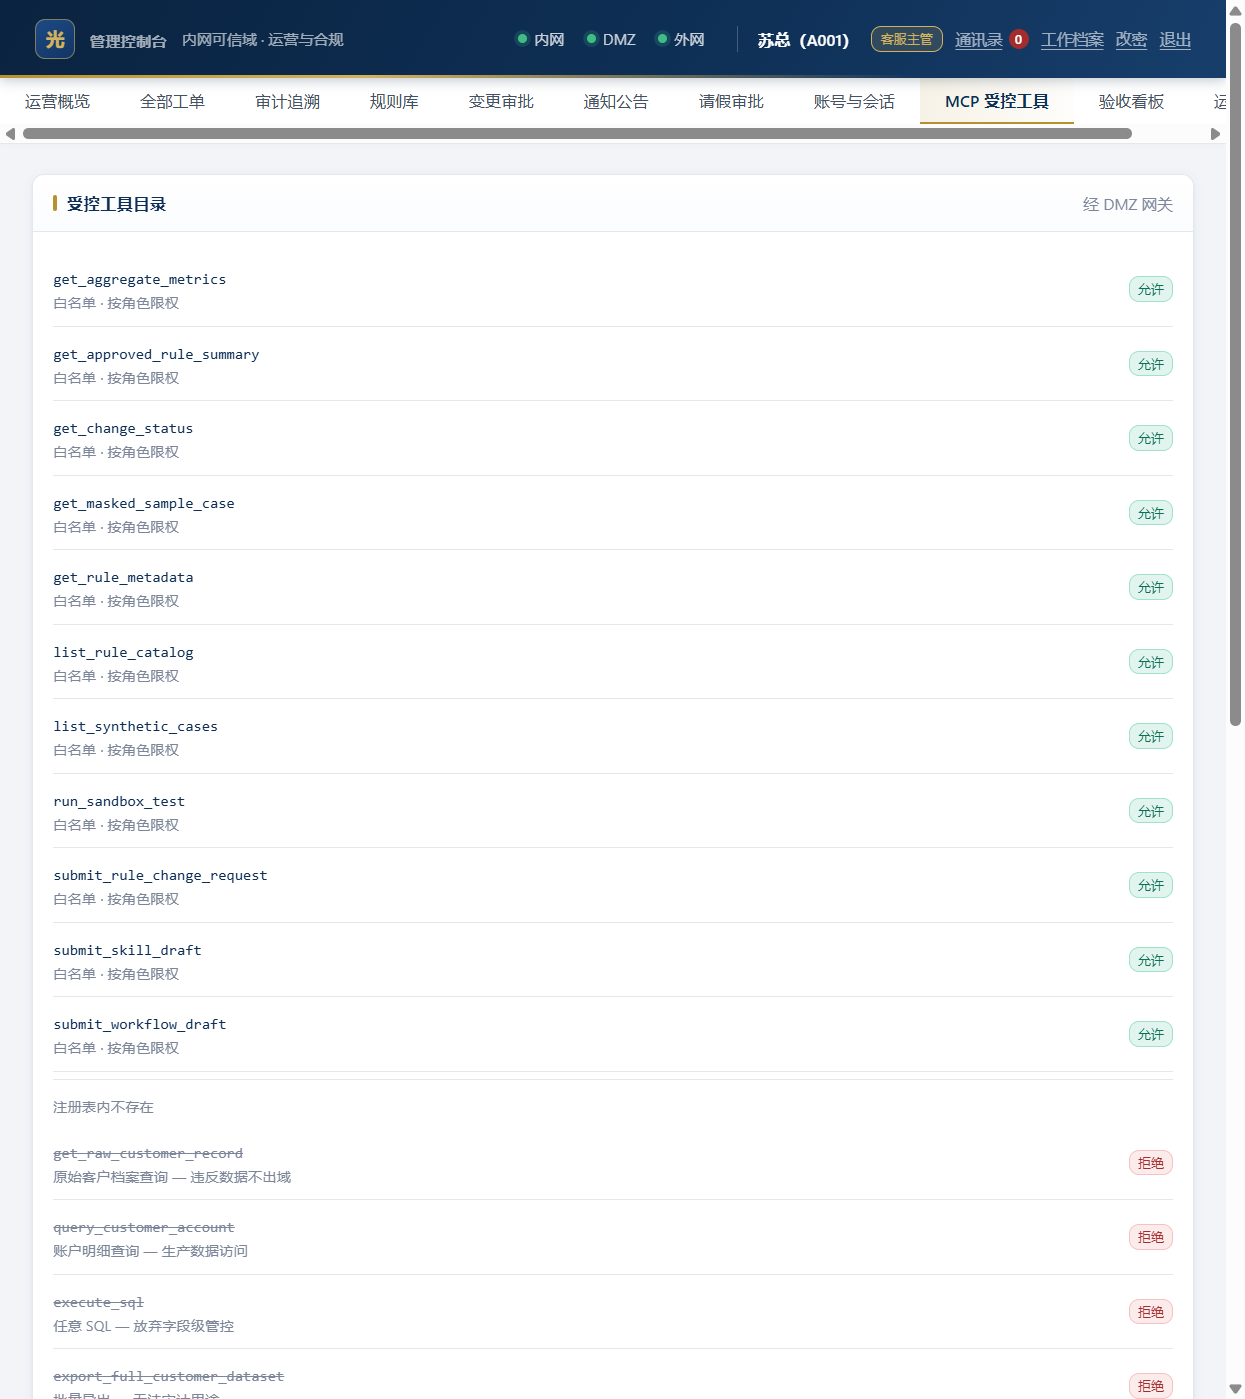 光 管理控制台 内网可信域 · 运营与合规 内网 DMZ 外网 苏总（A001） 客服主管 通讯录 0 工作档案 改密 退出
运营概览 全部工单 审计追溯 规则库 变更审批 通知公告 请假审批 账号与会话 MCP 受控工具 验收看板 运
受控工具目录 经 DMZ 网关
get_aggregate_metrics
白名单 · 按角色限权
允许
get_approved_rule_summary
白名单 · 按角色限权
允许
get_change_status
白名单 · 按角色限权
允许
get_masked_sample_case
白名单 · 按角色限权
允许
get_rule_metadata
白名单 · 按角色限权
允许
list_rule_catalog
白名单 · 按角色限权
允许
list_synthetic_cases
白名单 · 按角色限权
允许
run_sandbox_test
白名单 · 按角色限权
允许
submit_rule_change_request
白名单 · 按角色限权
允许
submit_skill_draft
白名单 · 按角色限权
允许
submit_workflow_draft
白名单 · 按角色限权
允许
注册表内不存在
get_raw_customer_record
原始客户档案查询 — 违反数据不出域
拒绝
query_customer_account
账户明细查询 — 生产数据访问
拒绝
execute_sql
任意 SQL — 放弃字段级管控
拒绝
export_full_customer_dataset
拒绝